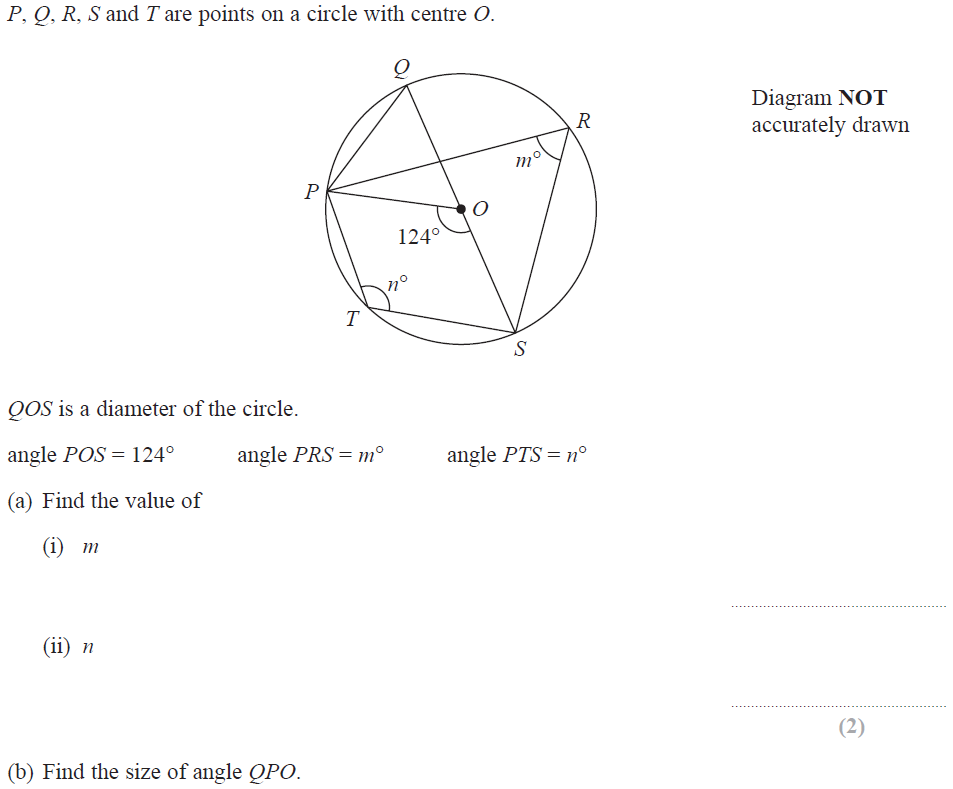 P, Q, R, S and T are points on a circle with centre O.
Q
Diagram NOT
accurately drawn
R
m°
P
O
124°
n°
T
S
QOS is a diameter of the circle.
angle POS = 124° angle PRS = m° angle PTS = n°
(a) Find the value of
(i) m
(ii) n
(2)
(b) Find the size of angle QPO.